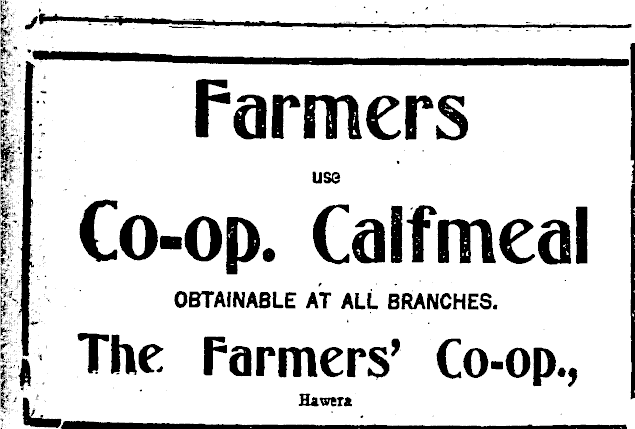 Farmers
use
Co-op. Calfmeal
OBTAINABLE AT ALL BRANCHES.
The Farmers' Co-op.,
Hawera